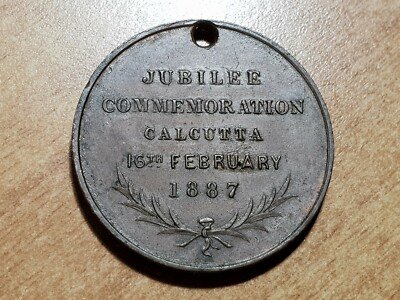 JUBILEE
COMMEMORATION
CALCUTTA
16TH FEBRUARY
1887